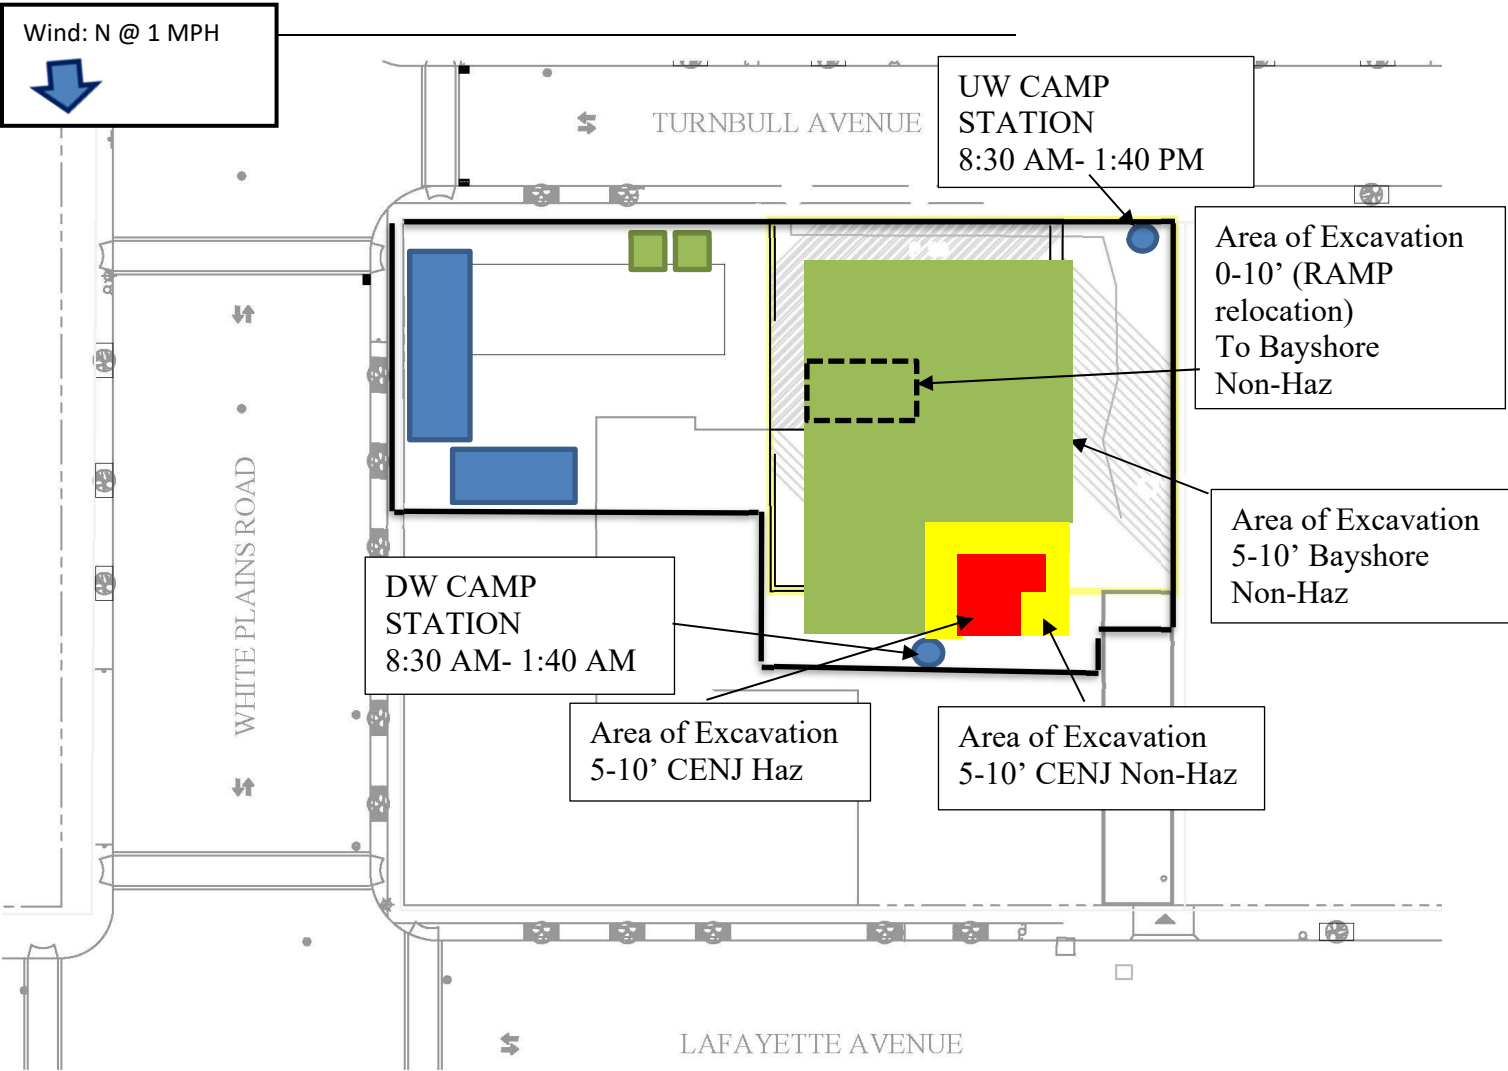 Wind: N @ 1 MPH
UW CAMP
STATION
8:30 AM- 1:40 PM
TURNBULL AVENUE
Area of Excavation
0-10’ (RAMP
relocation)
To Bayshore
Non-Haz
WHITE PLAINS ROAD
Area of Excavation
5-10’ Bayshore
Non-Haz
DW CAMP
STATION
8:30 AM- 1:40 AM
Area of Excavation
5-10’ CENJ Haz
Area of Excavation
5-10’ CENJ Non-Haz
LAFAYETTE AVENUE